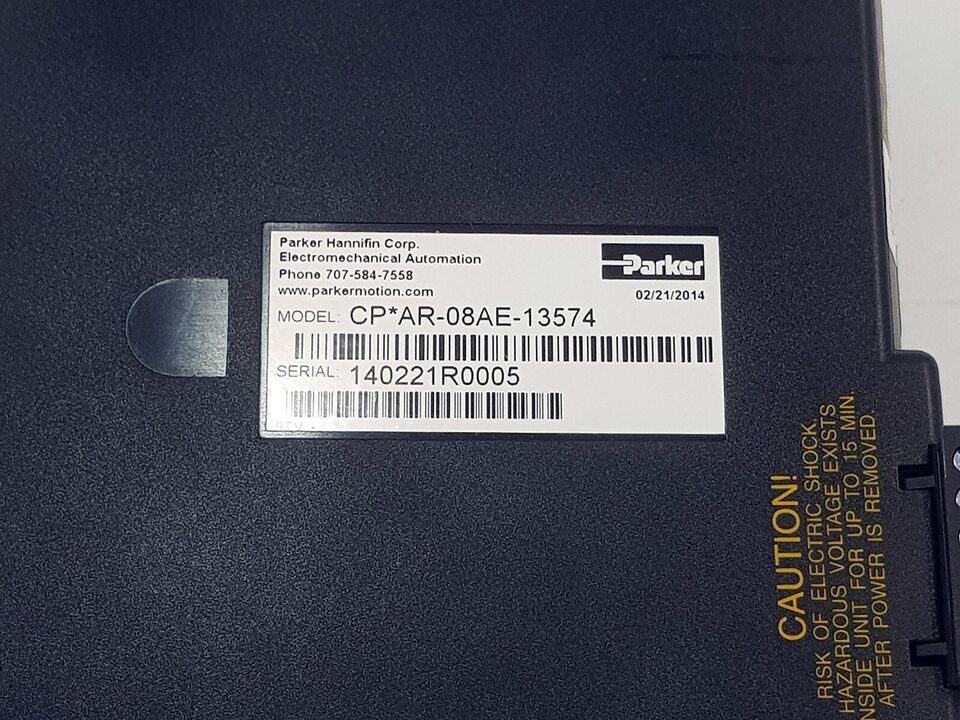 Parker Hannifin Corp.
Electromechanical Automation
Phone 707-584-7558
www.parkermotion.com
Parker
02/21/2014
MODEL: CP*AR-08AE-13574
SERIAL: 140221R0005
CAUTION!
RISK OF ELECTRIC SHOCK.
HAZARDOUS VOLTAGE EXISTS
INSIDE UNIT FOR UP TO 15 MIN.
AFTER POWER IS REMOVED.